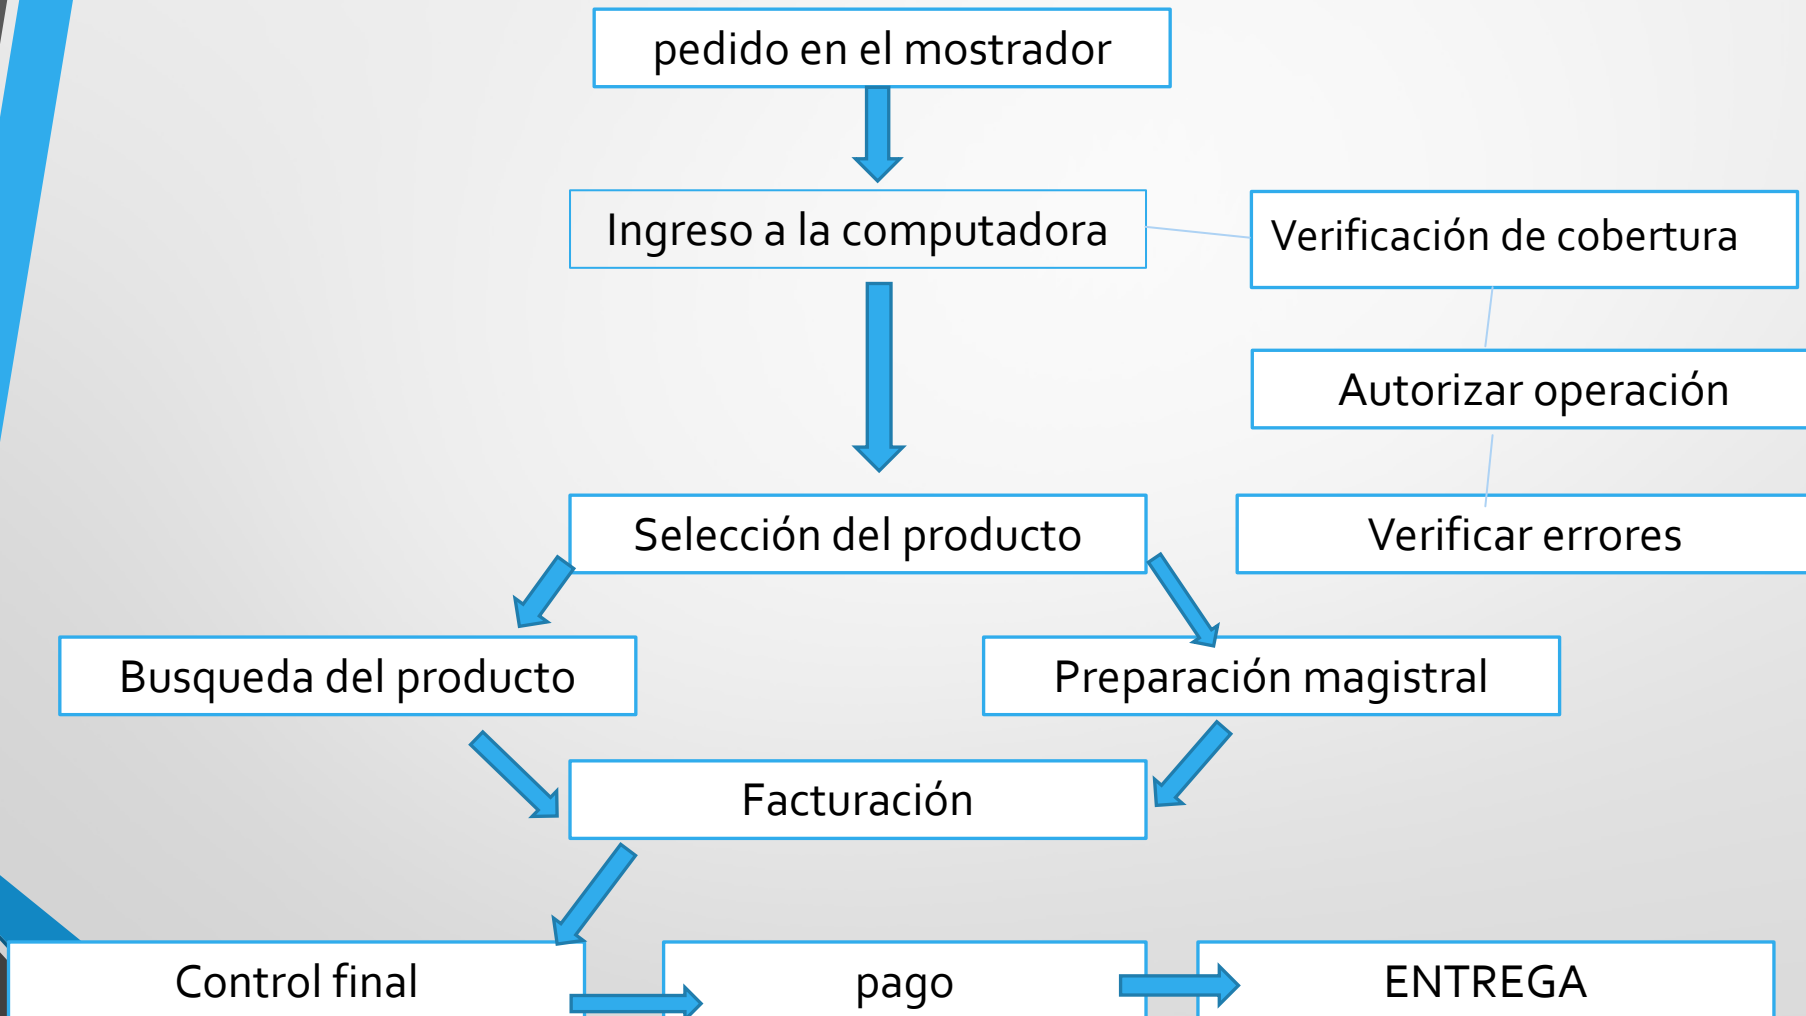 pedido en el mostrador
Ingreso a la computadora
Verificación de cobertura
Autorizar operación
Selección del producto
Verificar errores
Busqueda del producto
Preparación magistral
Facturación
Control final
pago
ENTREGA